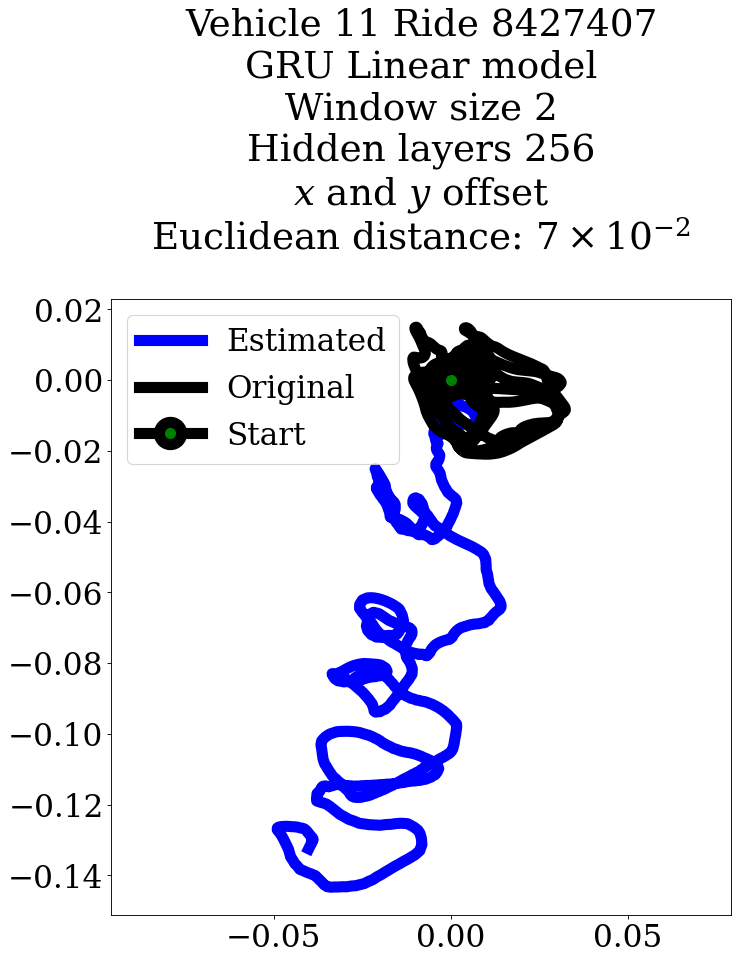 Vehicle 11 Ride 8427407
GRU Linear model
Window size 2
Hidden layers 256
x and y offset
Euclidean distance: 7 × 10⁻²
0.02
0.00
−0.02
−0.04
−0.06
−0.08
−0.10
−0.12
−0.14
Estimated
Original
Start
−0.05 0.00 0.05